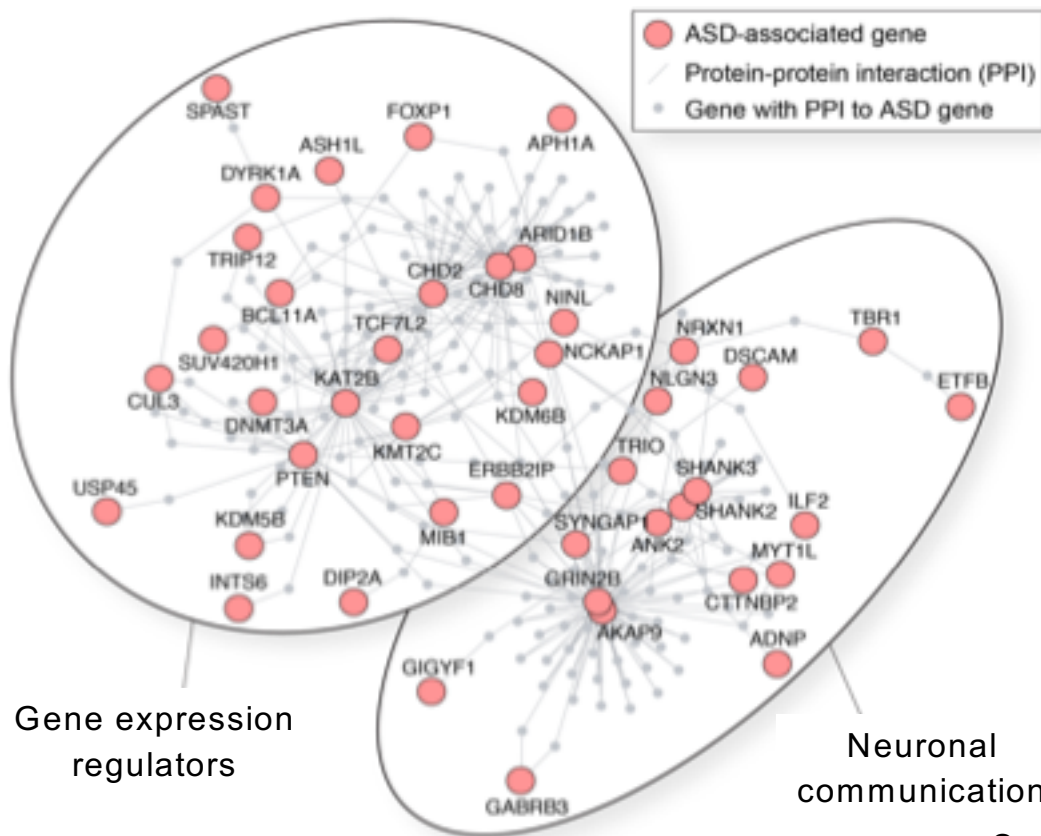 ASD-associated gene
Protein-protein interaction (PPI)
Gene with PPI to ASD gene
SPAST
FOXP1
APH1A
ASH1L
DYRK1A
ARID1B
TRIP12
CHD2
CHD8
NINL
BCL11A
TCF7L2
NRXN1
TBR1
SUV420H1
NCKAP1
DSCAM
KAT2B
NLGN3
ETFB
CUL3
DNMT3A
KDM6B
KMT2C
TRIO
PTEN
ERBB2IP
SHANK3
USP45
ILF2
KDM5B
SYNGAP1
SHANK2
MIB1
ANK2
MYT1L
INTS6
DIP2A
GRIN2B
CTTNBP2
AKAP9
ADNP
GIGYF1
Gene expression
regulators
Neuronal
communication
GABRB3